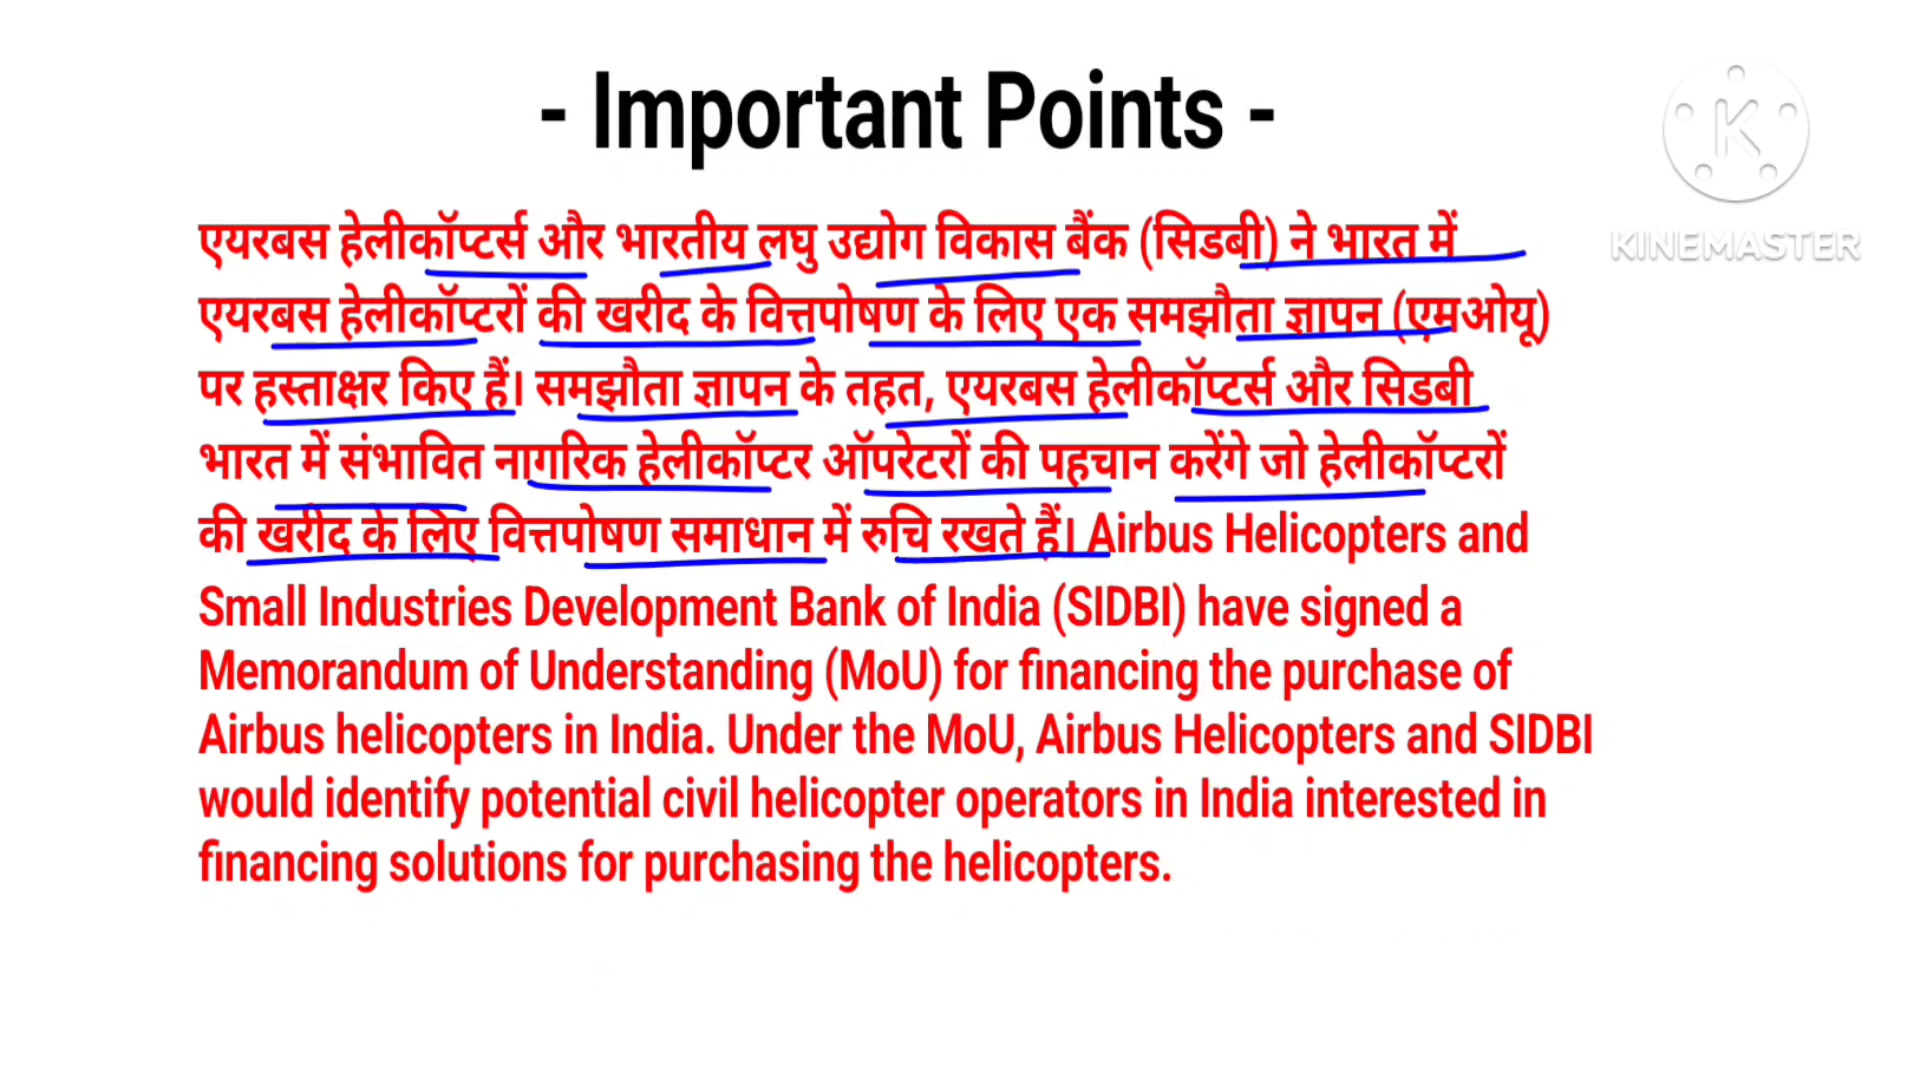 - Important Points -
K
KINEMASTER
एयरबस हेलीकॉप्टर्स और भारतीय लघु उद्योग विकास बैंक (सिडबी) ने भारत में
एयरबस हेलीकॉप्टरों की खरीद के वित्तपोषण के लिए एक समझौता ज्ञापन (एमओयू)
पर हस्ताक्षर किए हैं। समझौता ज्ञापन के तहत, एयरबस हेलीकॉप्टर्स और सिडबी
भारत में संभावित नागरिक हेलीकॉप्टर ऑपरेटरों की पहचान करेंगे जो हेलीकॉप्टरों
की खरीद के लिए वित्तपोषण समाधान में रुचि रखते हैं। Airbus Helicopters and
Small Industries Development Bank of India (SIDBI) have signed a
Memorandum of Understanding (MoU) for financing the purchase of
Airbus helicopters in India. Under the MoU, Airbus Helicopters and SIDBI
would identify potential civil helicopter operators in India interested in
financing solutions for purchasing the helicopters.